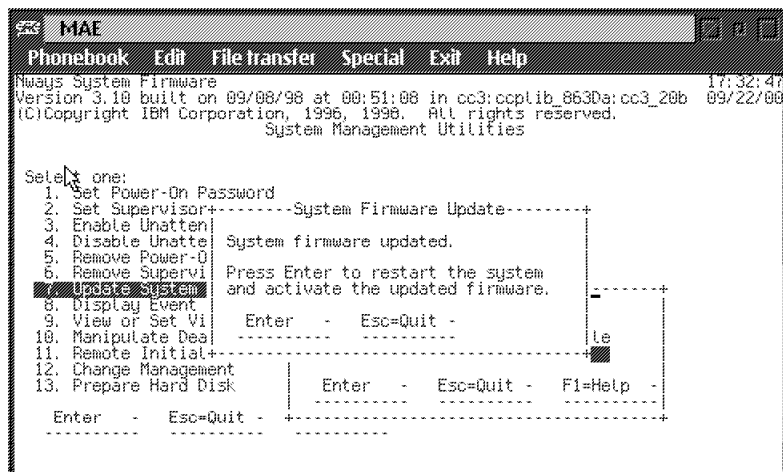 MAE
Phonebook Edit File transfer Special Exit Help
Nways System Firmware 17:32:47
Version 3.10 built on 09/08/98 at 00:51:08 in cc3:ccplib_863Da:cc3_20b 09/22/00
(C)Copyright IBM Corporation, 1996, 1998. All rights reserved.
System Management Utilities
Select one:
1. Set Power-On Password
2. Set Supervisor+--------System Firmware Update--------+
3. Enable Unatten
4. Disable Unatte System firmware updated.
5. Remove Power-O
6. Remove Supervi Press Enter to restart the system
7. Update System and activate the updated firmware.
8. Display Event
9. View or Set Vi Enter - Esc=Quit -
10. Manipulate Dea le
11. Remote Initial
12. Change Management
13. Prepare Hard Disk Enter - Esc=Quit - F1=Help -
Enter - Esc=Quit -